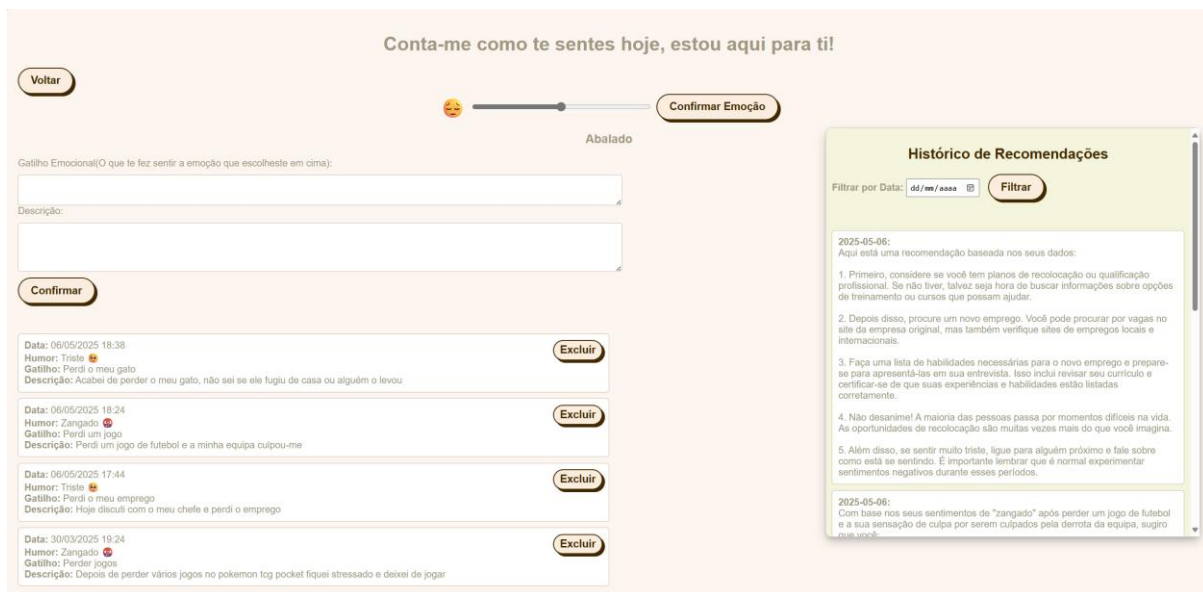 Conta-me como te sentes hoje, estou aqui para ti!
Voltar
Confirmar Emoção
Abalado
Gatilho Emocional(O que te fez sentir a emoção que escolheste em cima):
Descrição:
Confirmar
Data: 06/05/2025 18:38
Humor: Triste
Gatilho: Perdi o meu gato
Descrição: Acabei de perder o meu gato, não sei se ele fugiu de casa ou alguém o levou
Excluir
Data: 06/05/2025 18:24
Humor: Zangado
Gatilho: Perdi um jogo
Descrição: Perdi um jogo de futebol e a minha equipa culpou-me
Excluir
Data: 06/05/2025 17:44
Humor: Triste
Gatilho: Perdi o meu emprego
Descrição: Hoje discuti com o meu chefe e perdi o emprego
Excluir
Data: 30/03/2025 19:24
Humor: Zangado
Gatilho: Perder jogos
Descrição: Depois de perder vários jogos no pokemon tcg pocket fiquei stressado e deixei de jogar
Excluir
Histórico de Recomendações
Filtrar por Data: dd/mm/aaaa
Filtrar
2025-05-06:
Aqui está uma recomendação baseada nos seus dados:
1. Primeiro, considere se você tem planos de recolocação ou qualificação
profissional. Se não tiver, talvez seja hora de buscar informações sobre opções
de treinamento ou cursos que possam ajudar.
2. Depois disso, procure um novo emprego. Você pode procurar por vagas no
site da empresa original, mas também verifique sites de empregos locais e
internacionais.
3. Faça uma lista de habilidades necessárias para o novo emprego e prepare-
se para apresentá-las em sua entrevista. Isso inclui revisar seu currículo e
certificar-se de que suas experiências e habilidades estão listadas
corretamente.
4. Não desanime! A maioria das pessoas passa por momentos difíceis na vida.
As oportunidades de recolocação são muitas vezes mais do que você imagina.
5. Além disso, se sentir muito triste, ligue para alguém próximo e fale sobre
como está se sentindo. É importante lembrar que é normal experimentar
sentimentos negativos durante esses períodos.
2025-05-06:
Com base nos seus sentimentos de "zangado" após perder um jogo de futebol
e a sua sensação de culpa por serem culpados pela derrota da equipa, sugiro
que você: